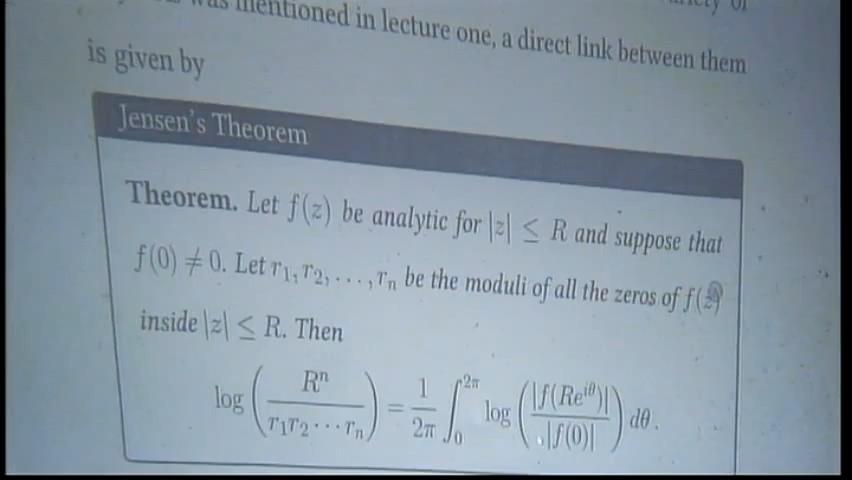 was mentioned in lecture one, a direct link between them
is given by
Jensen's Theorem
Theorem. Let f(z) be analytic for |z| ≤ R and suppose that
f(0) ≠ 0. Let r₁, r₂, . . . , rₙ be the moduli of all the zeros of f(z)
inside |z| ≤ R. Then
log ( Rⁿ / r₁r₂ · · · rₙ ) = 1/2π ∫₀^2π log ( |f(Re^iθ)| / |f(0)| ) dθ .